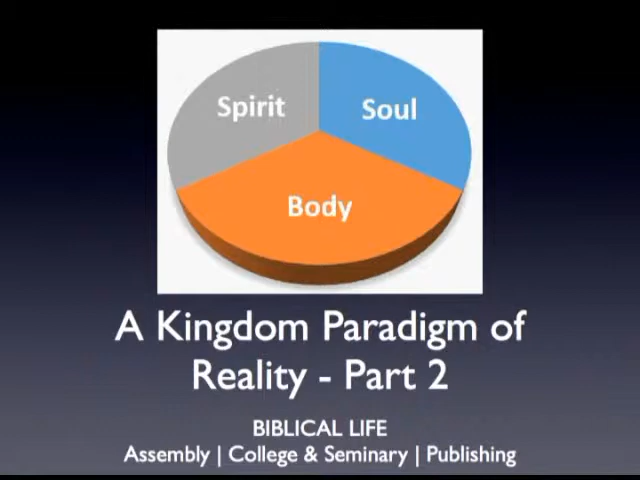 Spirit
Soul
Body
A Kingdom Paradigm of
Reality - Part 2
BIBLICAL LIFE
Assembly | College & Seminary | Publishing